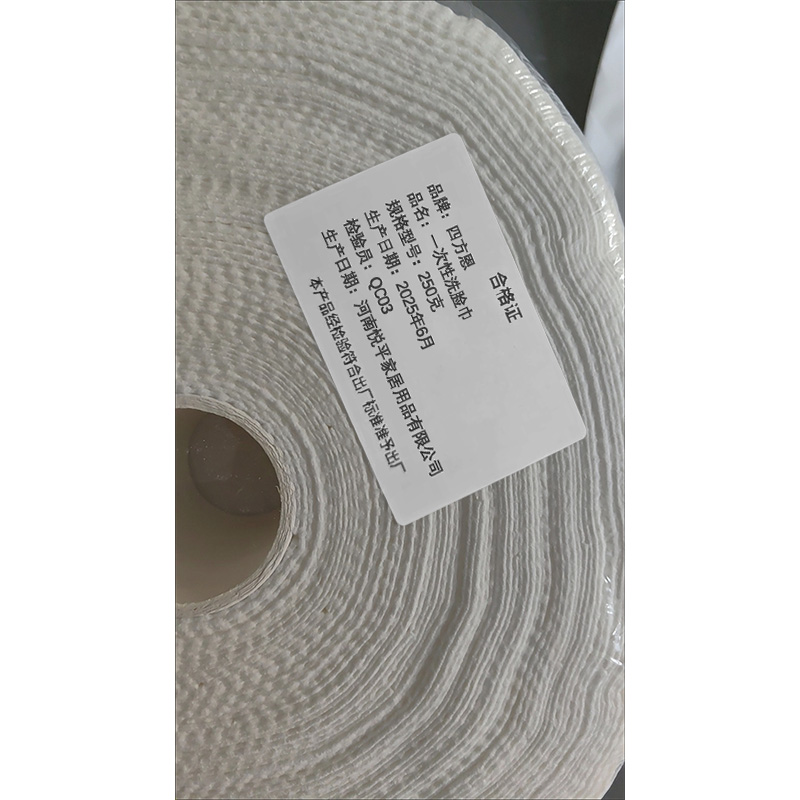 合格证
品牌：四方恩
品名：一次性洗脸巾
规格型号：250克
生产日期：2025年6月
检验员：QC03
生产日期：河南悦平家居用品有限公司
本产品经检验符合出厂标准准予出厂